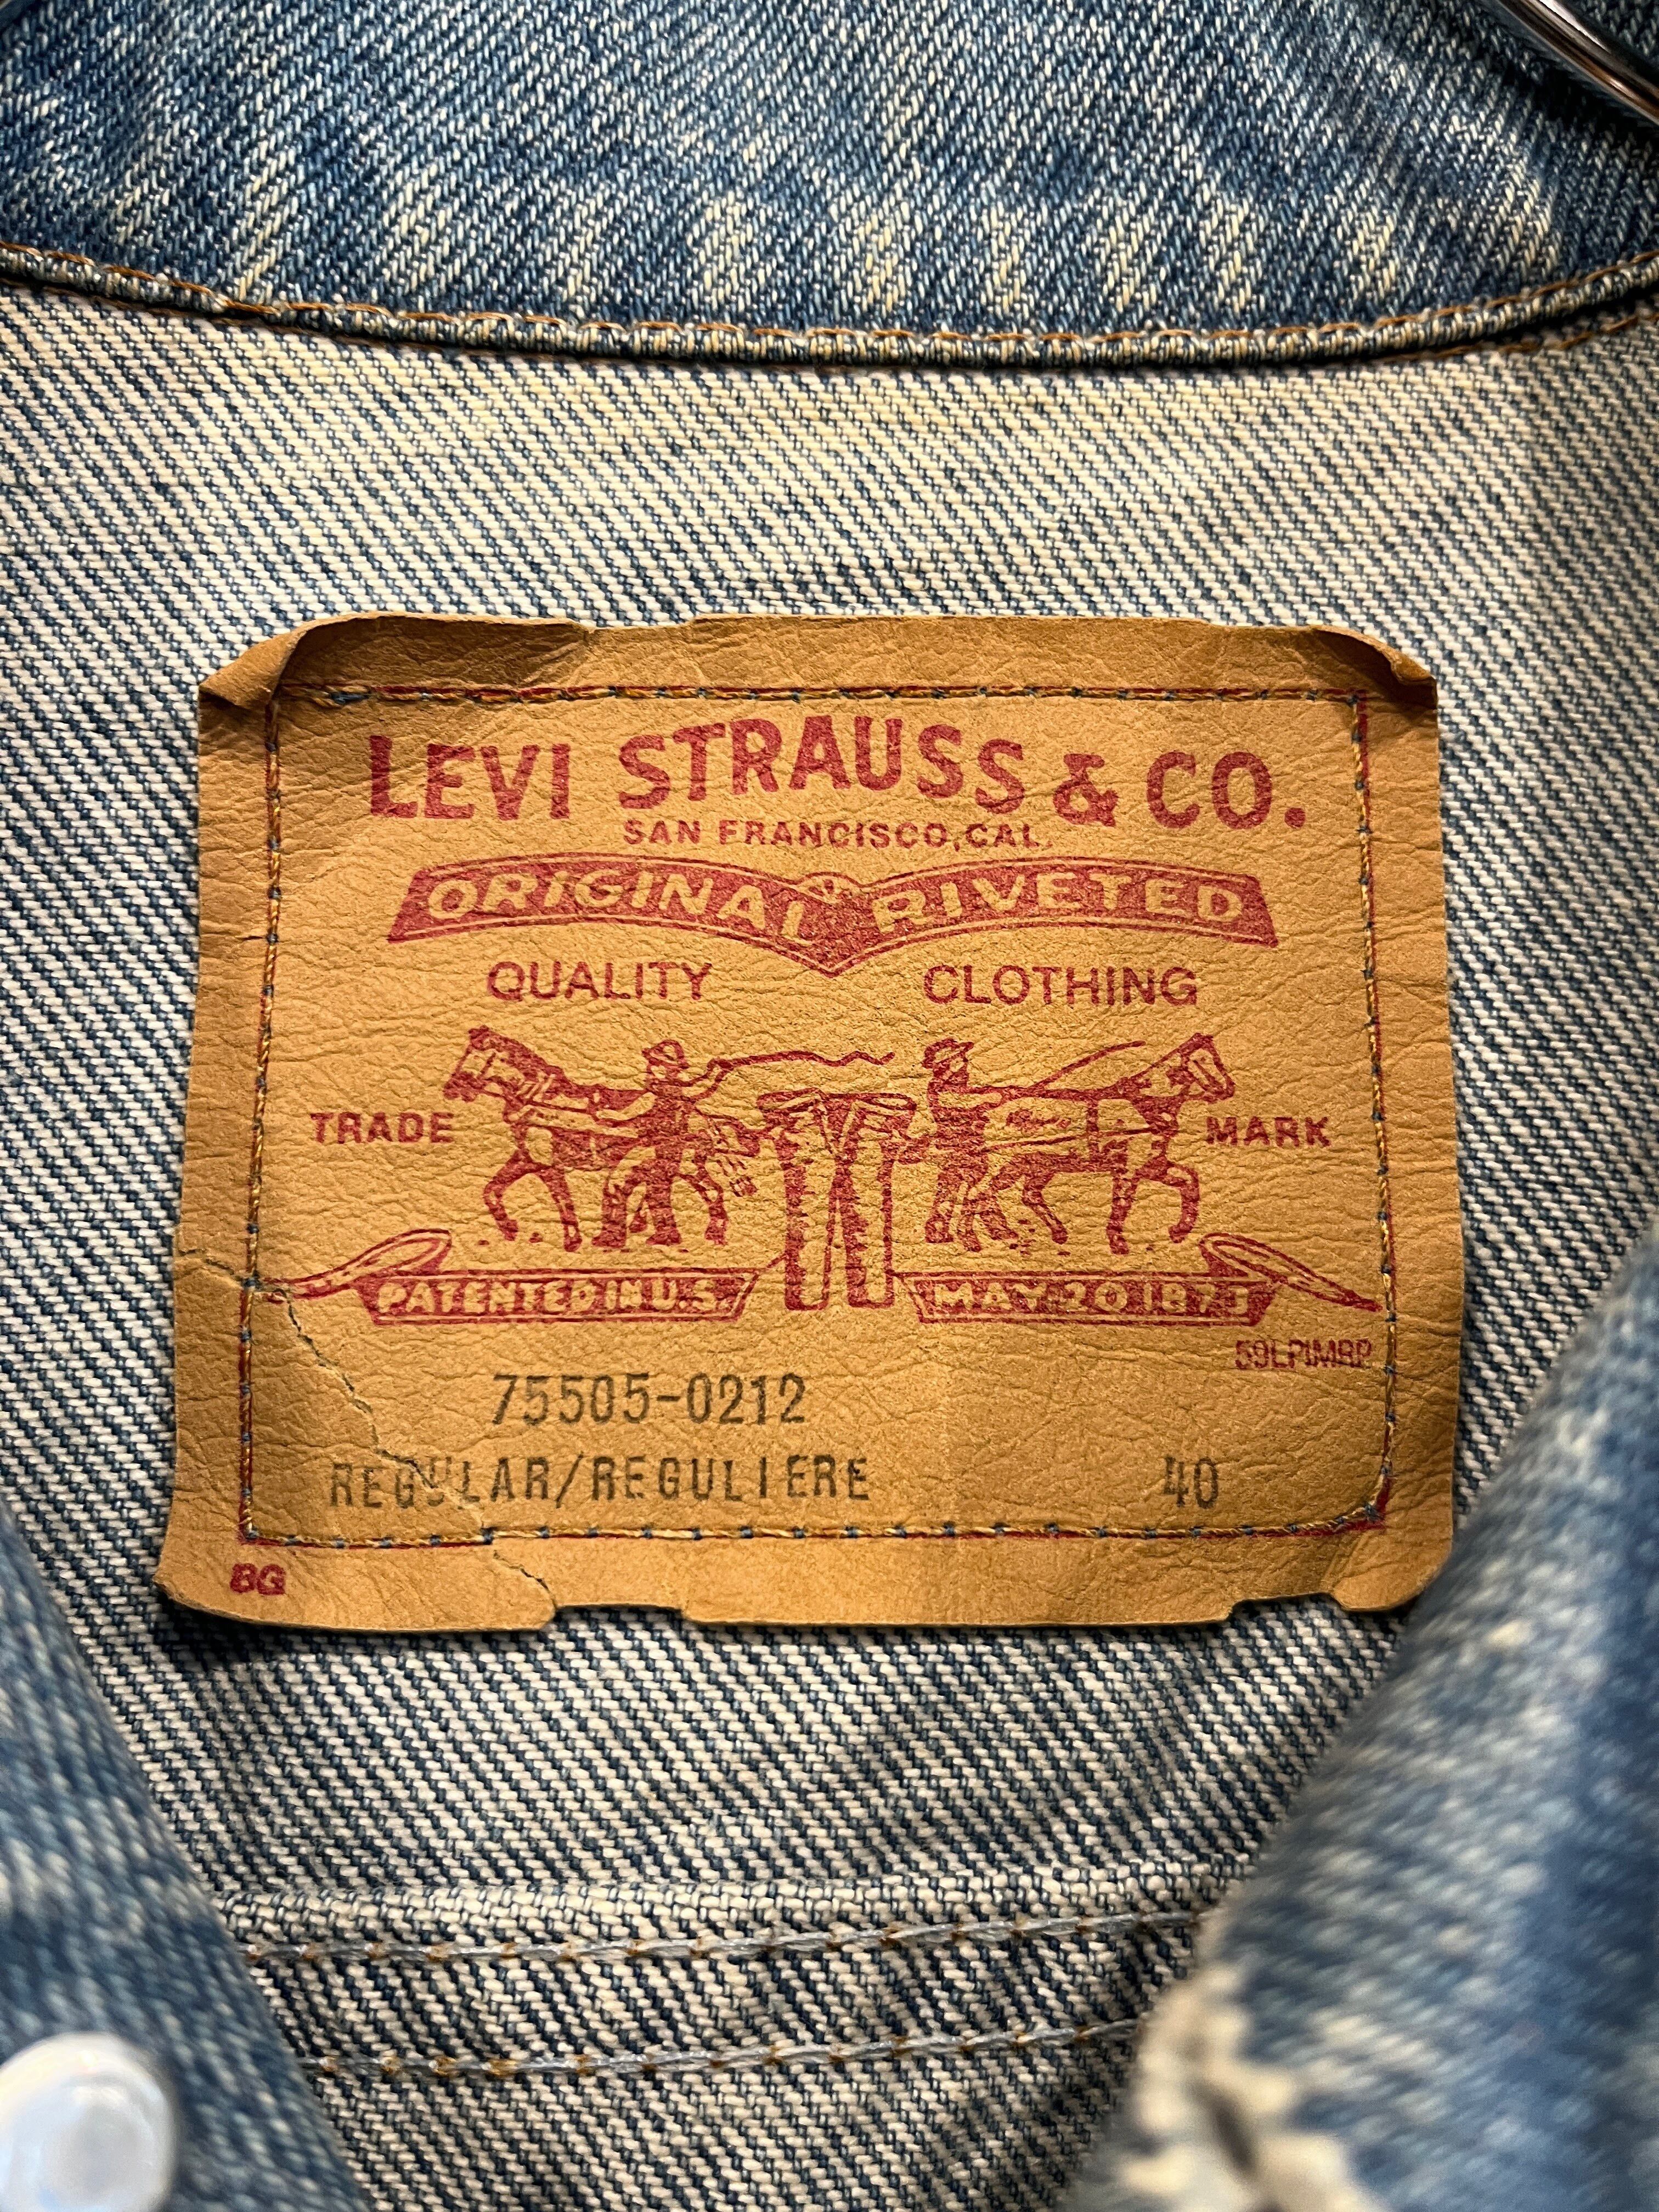 LEVI STRAUSS & CO.
SAN FRANCISCO, CAL.
ORIGINAL RIVETED
QUALITY CLOTHING
TRADE MARK
PATENTED IN U.S. MAY 20 1873
75505-0212
REGULAR/REGULIERE 40
BG